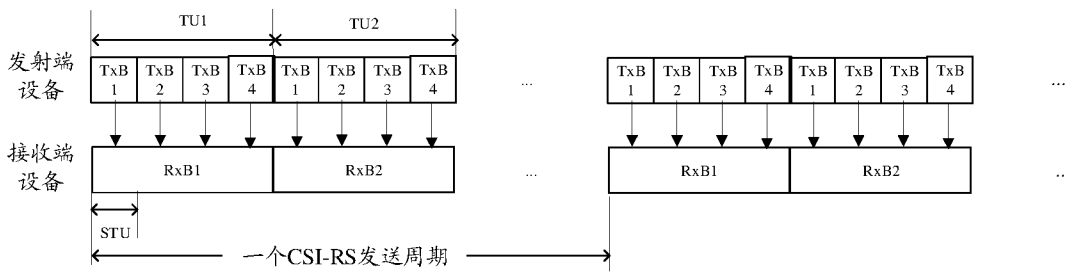 TU1 TU2
发射端
设备
TxB 1 TxB 2 TxB 3 TxB 4 TxB 1 TxB 2 TxB 3 TxB 4 ... TxB 1 TxB 2 TxB 3 TxB 4 TxB 1 TxB 2 TxB 3 TxB 4 ...
接收端
设备
RxB1 RxB2 ... RxB1 RxB2 ..
STU
一个CSI-RS发送周期